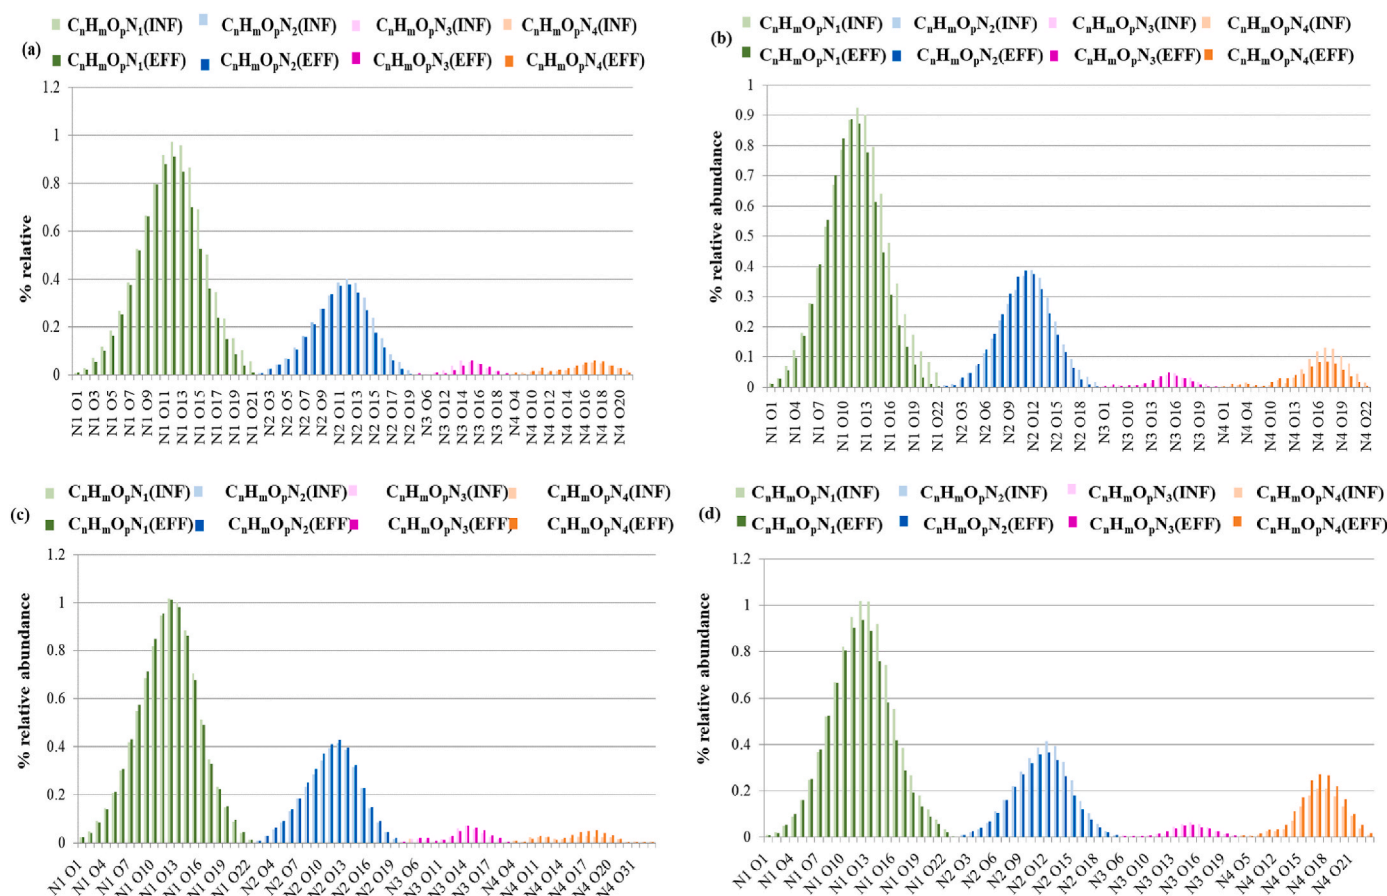 (a)
CₙHₘOₚN₁(INF) CₙHₘOₚN₂(INF) CₙHₘOₚN₃(INF) CₙHₘOₚN₄(INF)
CₙHₘOₚN₁(EFF) CₙHₘOₚN₂(EFF) CₙHₘOₚN₃(EFF) CₙHₘOₚN₄(EFF)
% relative
1.2
1
0.8
0.6
0.4
0.2
0
N1 O1 N1 O3 N1 O5 N1 O7 N1 O9 N1 O11 N1 O13 N1 O15 N1 O17 N1 O19 N1 O21 N2 O3 N2 O5 N2 O7 N2 O9 N2 O11 N2 O13 N2 O15 N2 O17 N2 O19 N3 O6 N3 O12 N3 O14 N3 O16 N3 O18 N4 O4 N4 O10 N4 O12 N4 O14 N4 O16 N4 O18 N4 O20
(b)
CₙHₘOₚN₁(INF) CₙHₘOₚN₂(INF) CₙHₘOₚN₃(INF) CₙHₘOₚN₄(INF)
CₙHₘOₚN₁(EFF) CₙHₘOₚN₂(EFF) CₙHₘOₚN₃(EFF) CₙHₘOₚN₄(EFF)
% relative abundance
1
0.9
0.8
0.7
0.6
0.5
0.4
0.3
0.2
0.1
0
N1 O1 N1 O4 N1 O7 N1 O10 N1 O13 N1 O16 N1 O19 N1 O22 N2 O3 N2 O6 N2 O9 N2 O12 N2 O15 N2 O18 N3 O1 N3 O10 N3 O13 N3 O16 N3 O19 N4 O1 N4 O4 N4 O10 N4 O13 N4 O16 N4 O19 N4 O22
(c)
CₙHₘOₚN₁(INF) CₙHₘOₚN₂(INF) CₙHₘOₚN₃(INF) CₙHₘOₚN₄(INF)
CₙHₘOₚN₁(EFF) CₙHₘOₚN₂(EFF) CₙHₘOₚN₃(EFF) CₙHₘOₚN₄(EFF)
% relative abundance
1.2
1
0.8
0.6
0.4
0.2
0
N1 O1 N1 O4 N1 O7 N1 O10 N1 O13 N1 O16 N1 O19 N1 O22 N2 O4 N2 O7 N2 O10 N2 O13 N2 O16 N2 O19 N3 O6 N3 O11 N3 O14 N3 O17 N4 O4 N4 O11 N4 O14 N4 O17 N4 O20 N4 O31
(d)
CₙHₘOₚN₁(INF) CₙHₘOₚN₂(INF) CₙHₘOₚN₃(INF) CₙHₘOₚN₄(INF)
CₙHₘOₚN₁(EFF) CₙHₘOₚN₂(EFF) CₙHₘOₚN₃(EFF) CₙHₘOₚN₄(EFF)
% relative abundance
1.2
1
0.8
0.6
0.4
0.2
0
N1 O1 N1 O4 N1 O7 N1 O10 N1 O13 N1 O16 N1 O19 N1 O22 N2 O3 N2 O6 N2 O9 N2 O12 N2 O15 N2 O18 N3 O6 N3 O10 N3 O13 N3 O16 N3 O19 N4 O5 N4 O12 N4 O15 N4 O18 N4 O21